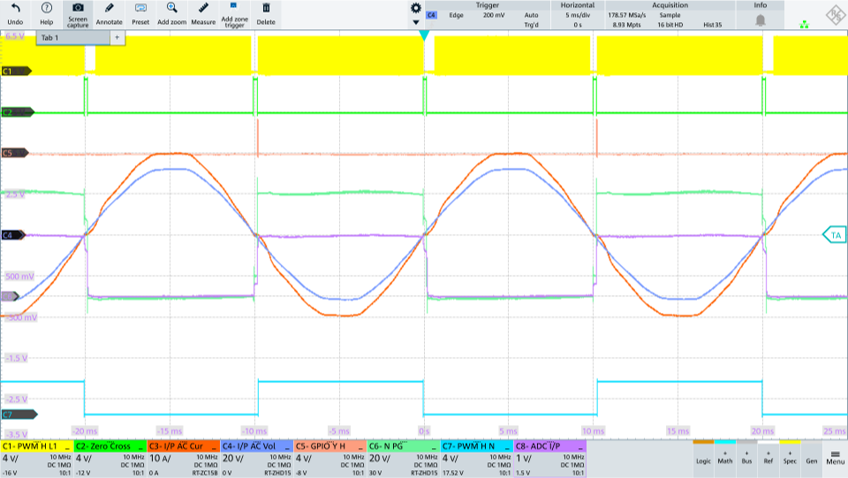 Trigger Horizontal Acquisition Info
Undo Help Screen capture Annotate Preset Add zoom Measure Add zone trigger Delete
C4 Edge 200 mV Auto Trg'd
5 ms/div 0 s
178.57 MSa/s Sample
8.93 Mpts 16 bit HD Hist 35
Tab 1 +
6.5 V
C1
C2
C5
2.5 V
C4
TA
500 mV
-500 mV
-1.5 V
-2.5 V
C7
-3.5 V
-20 ms -15 ms -10 ms -5 ms 0 s 5 ms 10 ms 15 ms 20 ms 25 ms
C1- PWM H L1 C2- Zero Cross C3- I/P AC Cur C4- I/P AC Vol C5- GPIO Y H C6- N PG C7- PWM H N C8- ADC I/P
4 V/ 10 MHz 4 V/ 10 MHz 10 A/ 10 MHz 20 V/ 10 MHz 4 V/ 10 MHz 20 V/ 10 MHz 4 V/ 10 MHz 1 V/ 10 MHz
DC 1MΩ DC 1MΩ DC 1MΩ DC 1MΩ DC 1MΩ DC 1MΩ DC 1MΩ DC 1MΩ
-16 V 10:1 -12 V 10:1 0 A RT-ZC15B 0 V RT-ZHD15 -8 V 10:1 30 V RT-ZHD15 17.52 V 10:1 1.5 V 10:1
Logic Math Bus Ref Spec Gen Menu